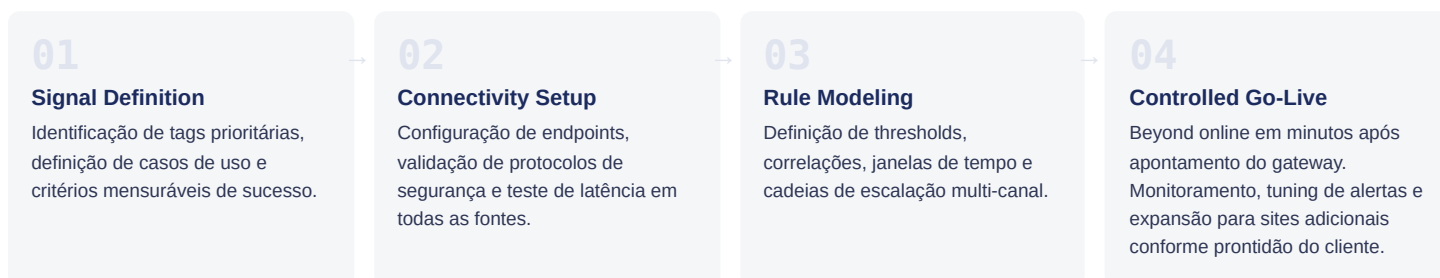 01
Signal Definition
Identificação de tags prioritárias,
definição de casos de uso e
critérios mensuráveis de sucesso.
→
02
Connectivity Setup
Configuração de endpoints,
validação de protocolos de
segurança e teste de latência em
todas as fontes.
→
03
Rule Modeling
Definição de thresholds,
correlações, janelas de tempo e
cadeias de escalação multi-canal.
→
04
Controlled Go-Live
Beyond online em minutos após
apontamento do gateway.
Monitoramento, tuning de alertas e
expansão para sites adicionais
conforme prontidão do cliente.